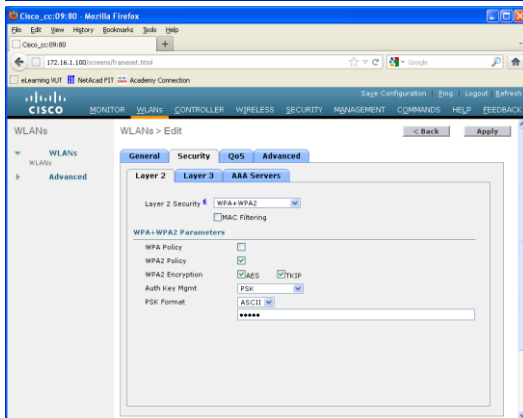 Cisco_cc:09:80 - Mozilla Firefox
File Edit View History Bookmarks Tools Help
Cisco_cc:09:80
172.16.1.100/screens/frameset.html
Google
eLearning VUT NetAcad FIT Academy Connection
Save Configuration Ping Logout Refresh
CISCO MONITOR WLANs CONTROLLER WIRELESS SECURITY MANAGEMENT COMMANDS HELP FEEDBACK
WLANs WLANs > Edit < Back Apply
WLANs
WLANs
Advanced
General Security QoS Advanced
Layer 2 Layer 3 AAA Servers
Layer 2 Security 6 WPA+WPA2
MAC Filtering
WPA+WPA2 Parameters
WPA Policy
WPA2 Policy
WPA2 Encryption AES TKIP
Auth Key Mgmt PSK
PSK Format ASCII
•••••